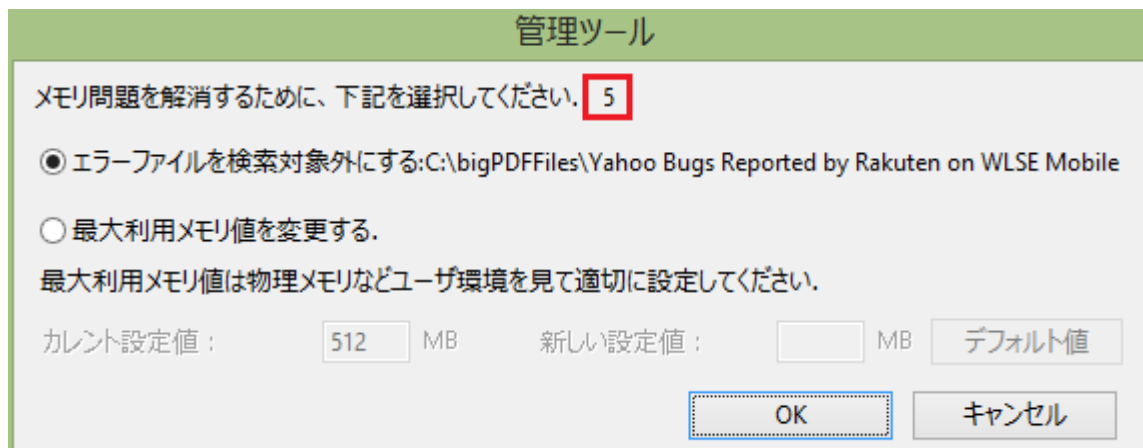 管理ツール
メモリ問題を解消するために、下記を選択してください. 5
エラーファイルを検索対象外にする:C:\bigPDFFiles\Yahoo Bugs Reported by Rakuten on WLSE Mobile
最大利用メモリ値を変更する.
最大利用メモリ値は物理メモリなどユーザ環境を見て適切に設定してください.
カレント設定値 : 512 MB 新しい設定値 : MB デフォルト値
OK キャンセル